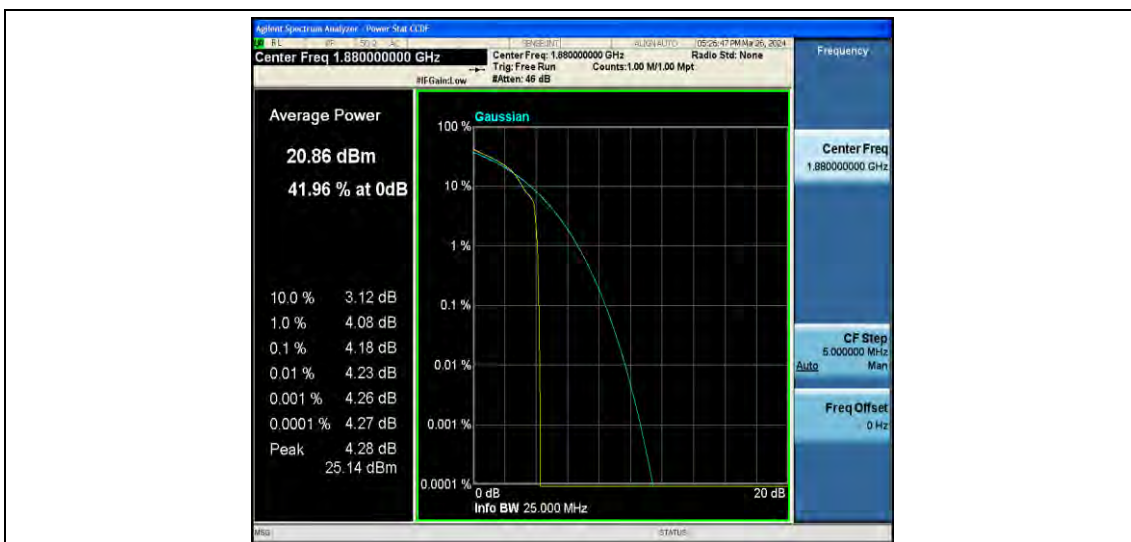 Agilent Spectrum Analyzer - Power Stat CCDF
RL RF 50 Ω AC SENSE:INT ALIGN AUTO 05:26:47 PM Mar 26, 2024
Center Freq 1.880000000 GHz
Center Freq: 1.880000000 GHz Radio Std: None
Trig: Free Run Counts:1.00 M/1.00 Mpt
#IFGain:Low #Atten: 46 dB
Frequency
Average Power
20.86 dBm
41.96 % at 0dB
10.0 % 3.12 dB
1.0 % 4.08 dB
0.1 % 4.18 dB
0.01 % 4.23 dB
0.001 % 4.26 dB
0.0001 % 4.27 dB
Peak 4.28 dB
25.14 dBm
Gaussian
100 %
10 %
1 %
0.1 %
0.01 %
0.001 %
0.0001 %
0 dB 20 dB
Info BW 25.000 MHz
Center Freq
1.880000000 GHz
CF Step
5.000000 MHz
Auto Man
Freq Offset
0 Hz
MSG STATUS